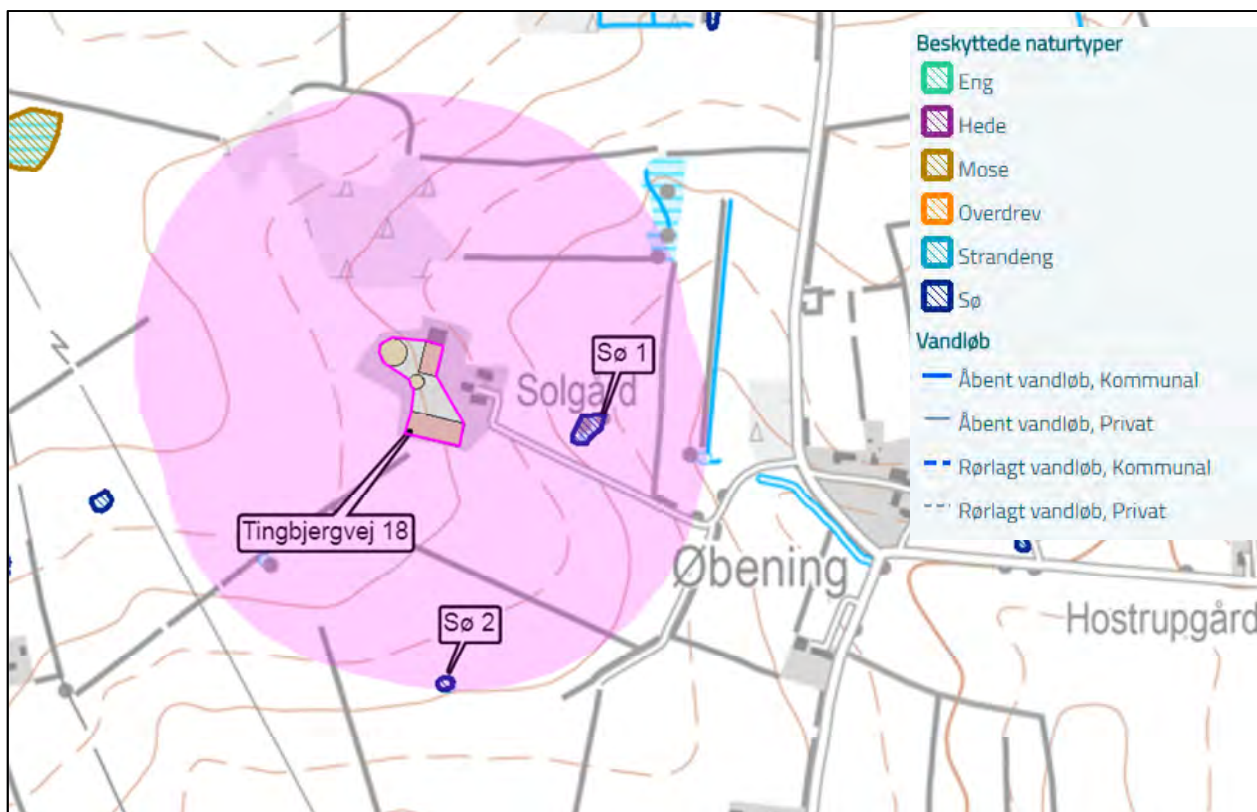 Beskyttede naturtyper
Eng
Hede
Mose
Overdrev
Strandeng
Sø
Vandløb
Åbent vandløb, Kommunal
Åbent vandløb, Privat
Rørlagt vandløb, Kommunal
Rørlagt vandløb, Privat
Sø 1
Solgård
Tingbjergvej 18
Øbening
Sø 2
Hostrupgård